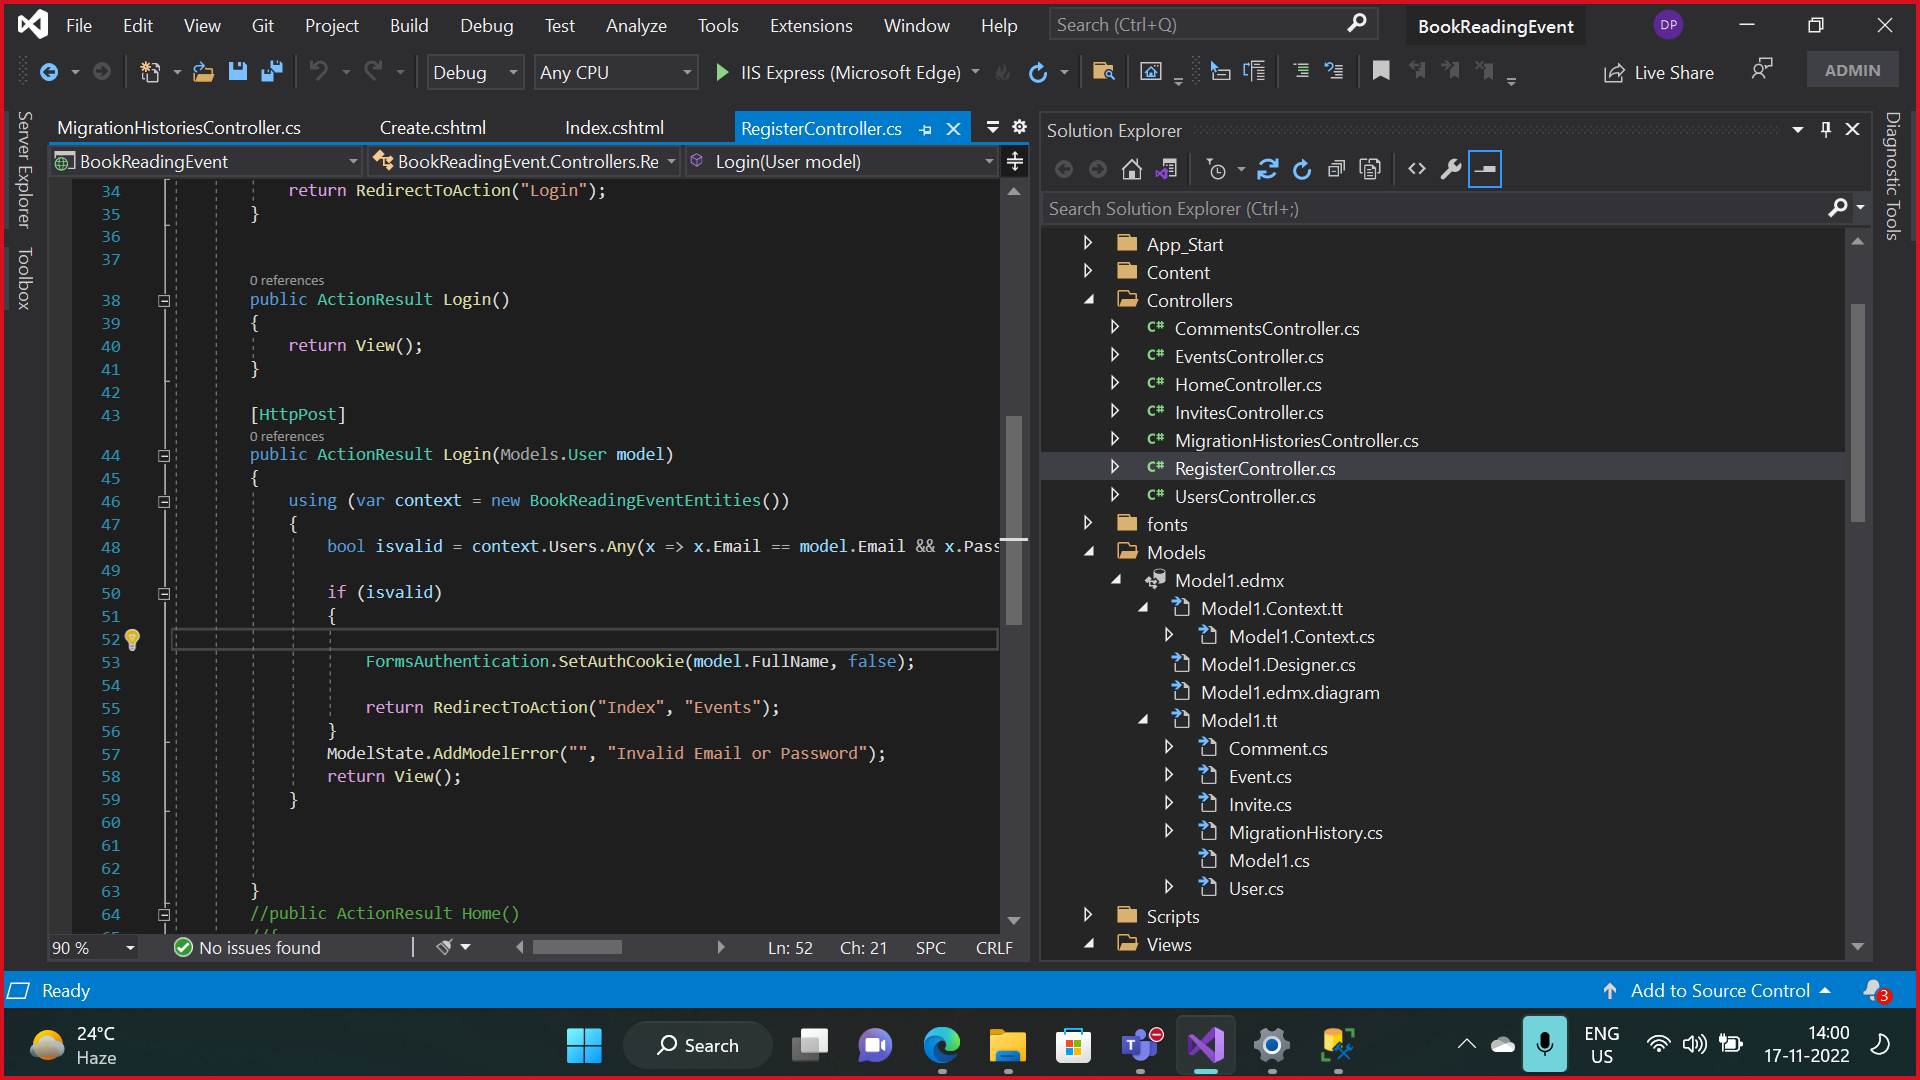 File Edit View Git Project Build Debug Test Analyze Tools Extensions Window Help Search (Ctrl+Q) BookReadingEvent DP
Debug Any CPU IIS Express (Microsoft Edge) Live Share ADMIN
Server Explorer
Toolbox
MigrationHistoriesController.cs Create.cshtml Index.cshtml RegisterController.cs
BookReadingEvent BookReadingEvent.Controllers.Re Login(User model)
34 return RedirectToAction("Login");
35 }
36
37
0 references
38 public ActionResult Login()
39 {
40 return View();
41 }
42
43 [HttpPost]
0 references
44 public ActionResult Login(Models.User model)
45 {
46 using (var context = new BookReadingEventEntities())
47 {
48 bool isvalid = context.Users.Any(x => x.Email == model.Email && x.Pass
49
50 if (isvalid)
51 {
52
53 FormsAuthentication.SetAuthCookie(model.FullName, false);
54
55 return RedirectToAction("Index", "Events");
56 }
57 ModelState.AddModelError("", "Invalid Email or Password");
58 return View();
59 }
60
61
62
63 }
64 //public ActionResult Home()
90 % No issues found Ln: 52 Ch: 21 SPC CRLF
Solution Explorer
Search Solution Explorer (Ctrl+;)
App_Start
Content
Controllers
C# CommentsController.cs
C# EventsController.cs
C# HomeController.cs
C# InvitesController.cs
C# MigrationHistoriesController.cs
C# RegisterController.cs
C# UsersController.cs
fonts
Models
Model1.edmx
Model1.Context.tt
Model1.Context.cs
Model1.Designer.cs
Model1.edmx.diagram
Model1.tt
Comment.cs
Event.cs
Invite.cs
MigrationHistory.cs
Model1.cs
User.cs
Scripts
Views
Diagnostic Tools
Ready Add to Source Control 3
24°C
Haze
Search
ENG
US
14:00
17-11-2022